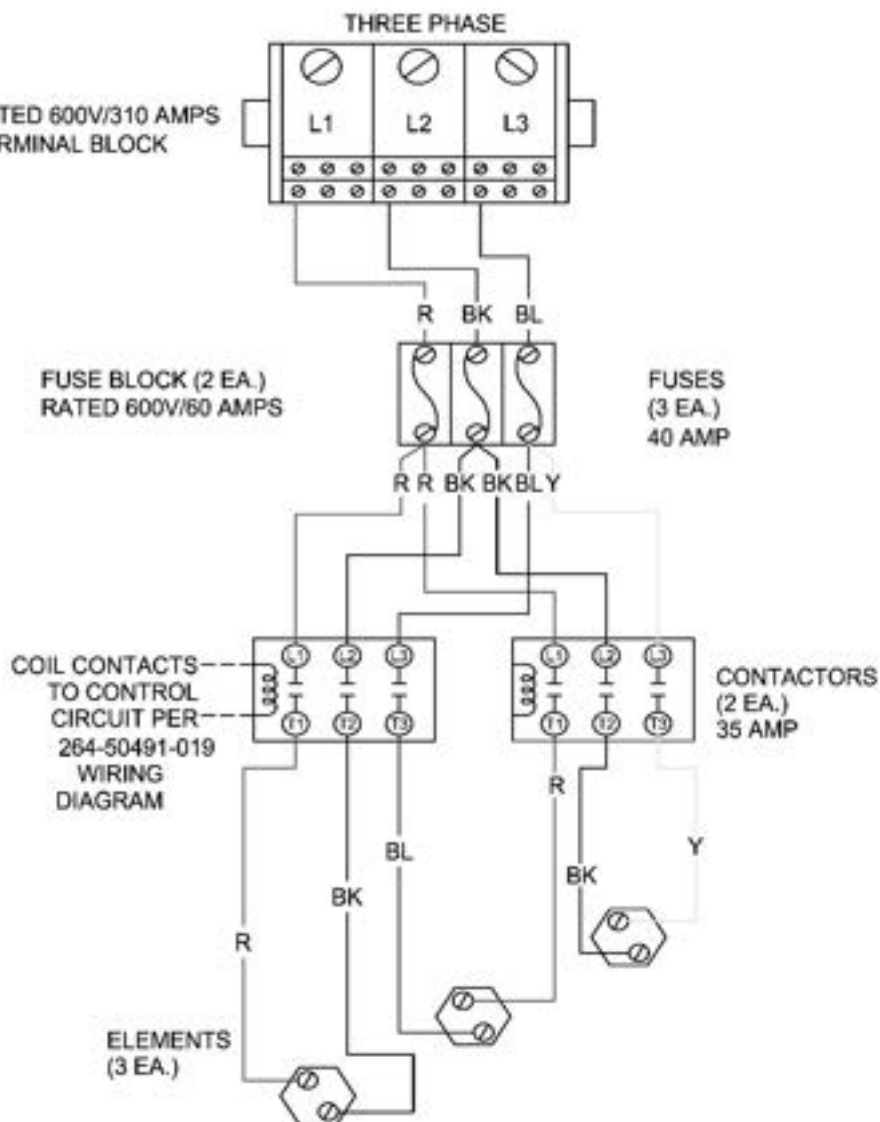 THREE PHASE
TED 600V/310 AMPS
RMINAL BLOCK
L1 L2 L3
R BK BL
FUSE BLOCK (2 EA.)
RATED 600V/60 AMPS
FUSES
(3 EA.)
40 AMP
R R BK BK BL Y
L1 L2 L3
L1 L2 L3
COIL CONTACTS
TO CONTROL
CIRCUIT PER
264-50491-019
WIRING
DIAGRAM
T1 T2 T3
T1 T2 T3
CONTACTORS
(2 EA.)
35 AMP
R
BL
Y
BK
BK
R
ELEMENTS
(3 EA.)